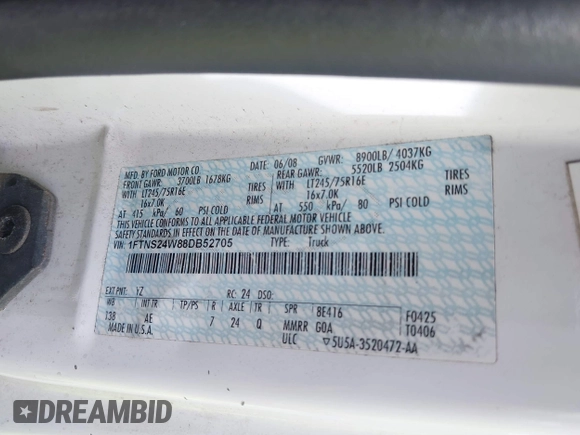 MFD. BY FORD MOTOR CO.
DATE: 06/08 GVWR: 8900LB/ 4037KG
FRONT GAWR: 3700LB 1678KG
REAR GAWR: 5520LB 2504KG
WITH LT245/75R16E TIRES
WITH LT245/75R16E TIRES
16x7.0K
16x7.0K RIMS
AT 415 kPa/ 60 PSI COLD
AT 550 kPa/ 80 PSI COLD
THIS VEHICLE CONFORMS TO ALL APPLICABLE FEDERAL MOTOR VEHICLE
SAFETY STANDARDS IN EFFECT ON THE DATE OF MANUFACTURE SHOWN ABOVE.
VIN: 1FTNS24W88DB52705
TYPE: Truck
EXT PNT: YZ RC: 24 DSO:
WB INT TR TP/PS R AXLE TR SPR 8E416
138 AE 7 24 Q MMRR GOA F0425
MADE IN U.S.A. T0406
ULC ▽5U5A-3520472-AA
DREAMBID